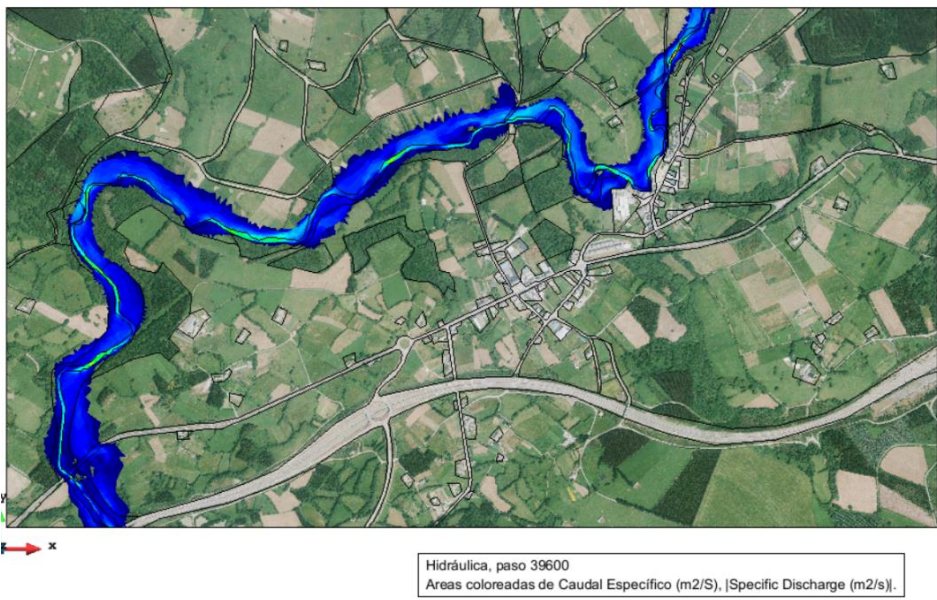 y
x
Hidráulica, paso 39600
Areas coloreadas de Caudal Específico (m2/S), |Specific Discharge (m2/s)|.